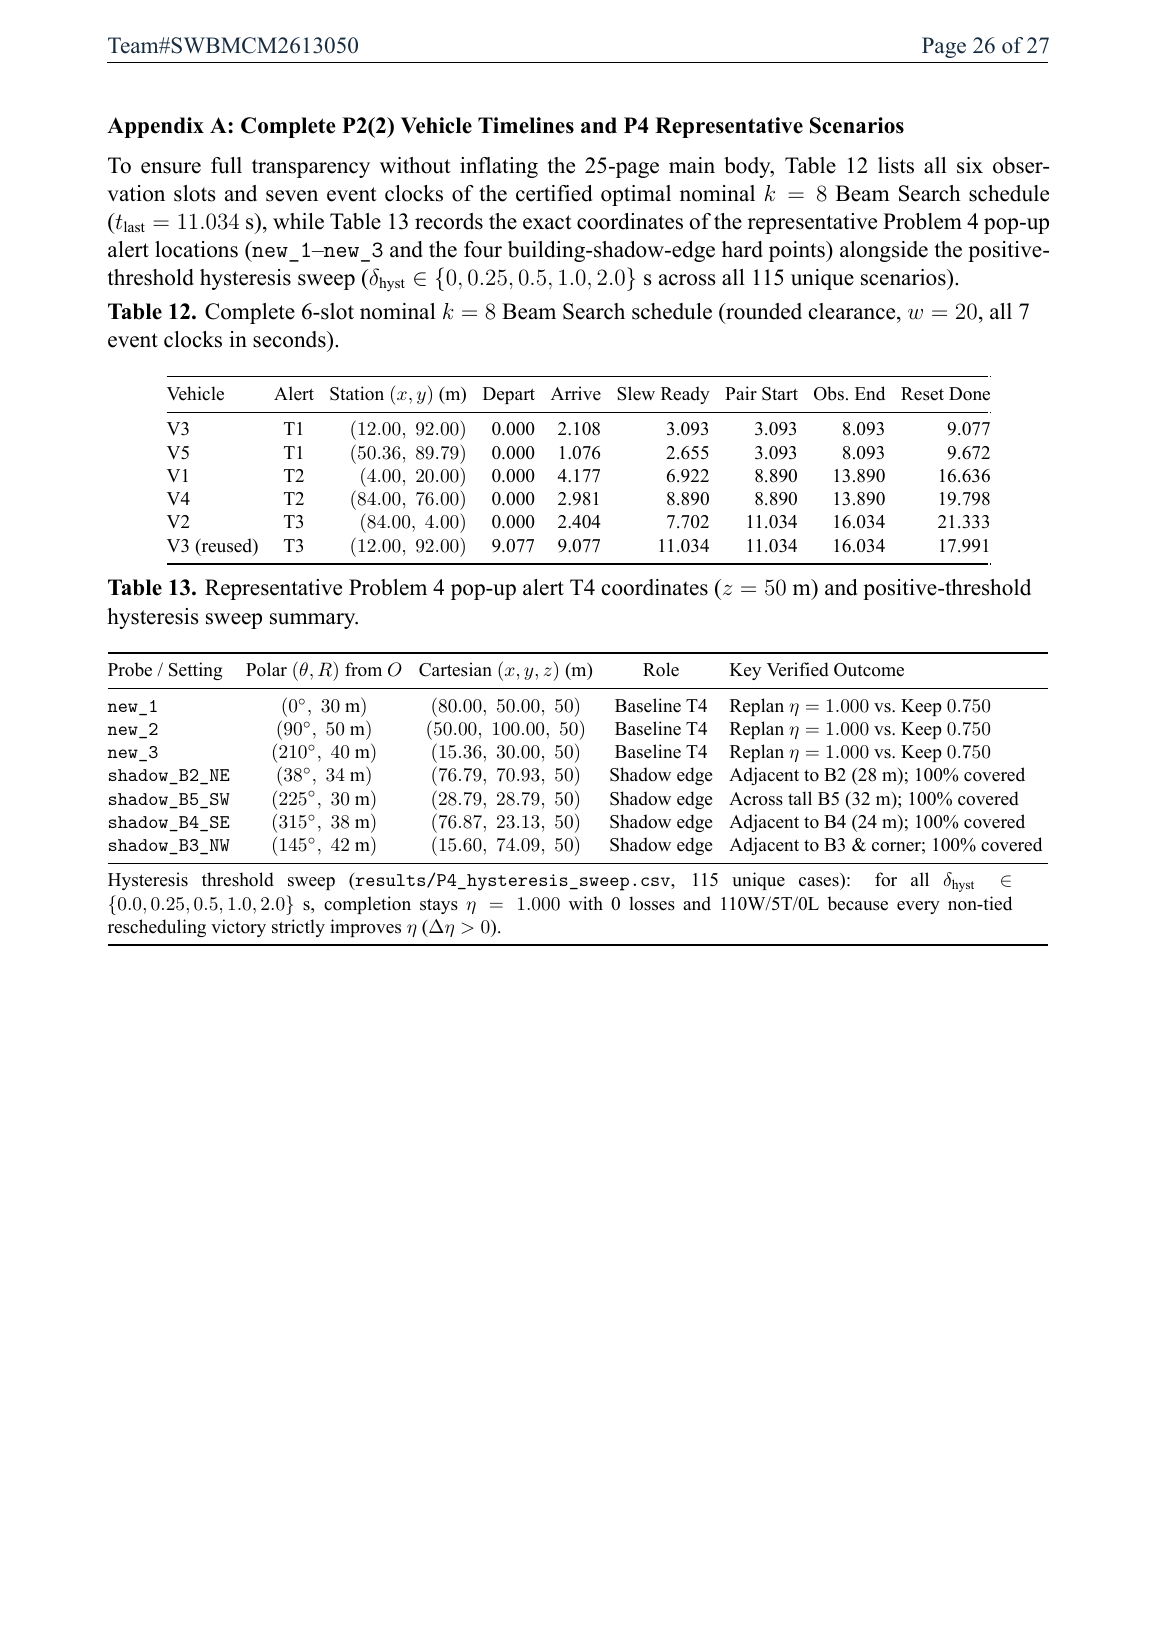 Team#SWBMCM2613050 Page 26 of 27
Appendix A: Complete P2(2) Vehicle Timelines and P4 Representative Scenarios
To ensure full transparency without inflating the 25-page main body, Table 12 lists all six obser-
vation slots and seven event clocks of the certified optimal nominal k = 8 Beam Search schedule
(t_last = 11.034 s), while Table 13 records the exact coordinates of the representative Problem 4 pop-up
alert locations (new_1–new_3 and the four building-shadow-edge hard points) alongside the positive-
threshold hysteresis sweep (δ_hyst ∈ {0, 0.25, 0.5, 1.0, 2.0} s across all 115 unique scenarios).
Table 12. Complete 6-slot nominal k = 8 Beam Search schedule (rounded clearance, w = 20, all 7
event clocks in seconds).
Vehicle Alert Station (x, y) (m) Depart Arrive Slew Ready Pair Start Obs. End Reset Done
V3 T1 (12.00, 92.00) 0.000 2.108 3.093 3.093 8.093 9.077
V5 T1 (50.36, 89.79) 0.000 1.076 2.655 3.093 8.093 9.672
V1 T2 (4.00, 20.00) 0.000 4.177 6.922 8.890 13.890 16.636
V4 T2 (84.00, 76.00) 0.000 2.981 8.890 8.890 13.890 19.798
V2 T3 (84.00, 4.00) 0.000 2.404 7.702 11.034 16.034 21.333
V3 (reused) T3 (12.00, 92.00) 9.077 9.077 11.034 11.034 16.034 17.991
Table 13. Representative Problem 4 pop-up alert T4 coordinates (z = 50 m) and positive-threshold
hysteresis sweep summary.
Probe / Setting Polar (θ, R) from O Cartesian (x, y, z) (m) Role Key Verified Outcome
new_1 (0°, 30 m) (80.00, 50.00, 50) Baseline T4 Replan η = 1.000 vs. Keep 0.750
new_2 (90°, 50 m) (50.00, 100.00, 50) Baseline T4 Replan η = 1.000 vs. Keep 0.750
new_3 (210°, 40 m) (15.36, 30.00, 50) Baseline T4 Replan η = 1.000 vs. Keep 0.750
shadow_B2_NE (38°, 34 m) (76.79, 70.93, 50) Shadow edge Adjacent to B2 (28 m); 100% covered
shadow_B5_SW (225°, 30 m) (28.79, 28.79, 50) Shadow edge Across tall B5 (32 m); 100% covered
shadow_B4_SE (315°, 38 m) (76.87, 23.13, 50) Shadow edge Adjacent to B4 (24 m); 100% covered
shadow_B3_NW (145°, 42 m) (15.60, 74.09, 50) Shadow edge Adjacent to B3 & corner; 100% covered
Hysteresis threshold sweep (results/P4_hysteresis_sweep.csv, 115 unique cases): for all δ_hyst ∈
{0.0, 0.25, 0.5, 1.0, 2.0} s, completion stays η = 1.000 with 0 losses and 110W/5T/0L because every non-tied
rescheduling victory strictly improves η (Δη > 0).